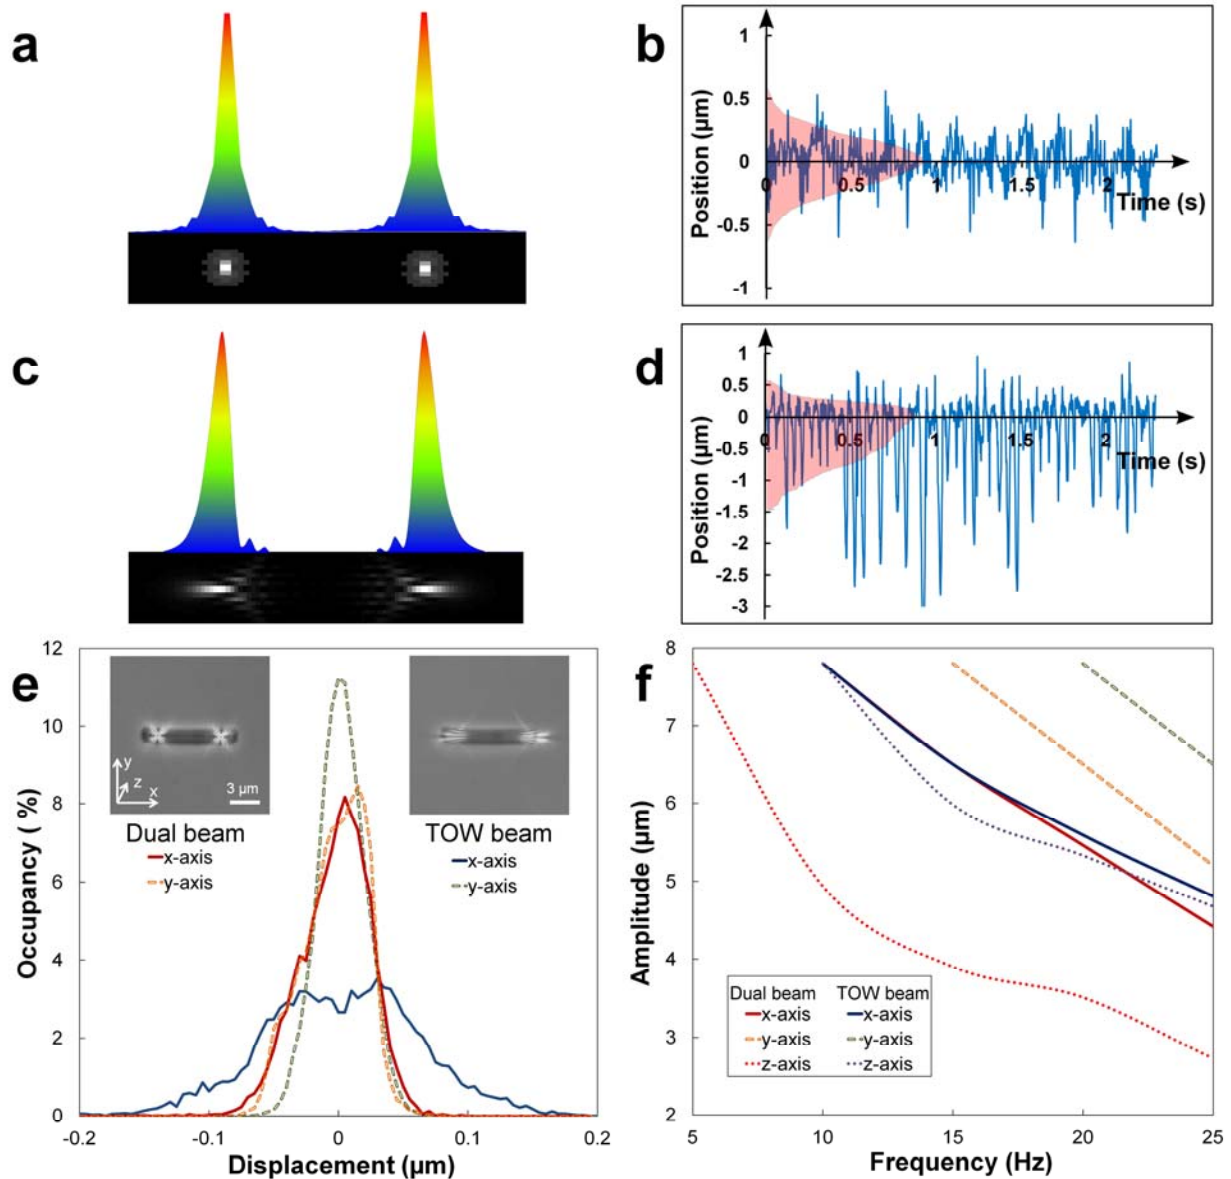 a
b
1
0.5
0
-0.5
-1
Position (µm)
0
0.5
1
1.5
2
Time (s)
c
d
1
0.5
0
-0.5
-1
-1.5
-2
-2.5
-3
Position (µm)
0
0.5
1
1.5
2
Time (s)
e
12
10
8
6
4
2
0
Occupancy ( %)
y
z
x
3 µm
Dual beam
x-axis
y-axis
TOW beam
x-axis
y-axis
-0.2
-0.1
0
0.1
0.2
Displacement (µm)
f
8
7
6
5
4
3
2
Amplitude (µm)
Dual beam TOW beam
x-axis x-axis
y-axis y-axis
z-axis z-axis
5
10
15
20
25
Frequency (Hz)